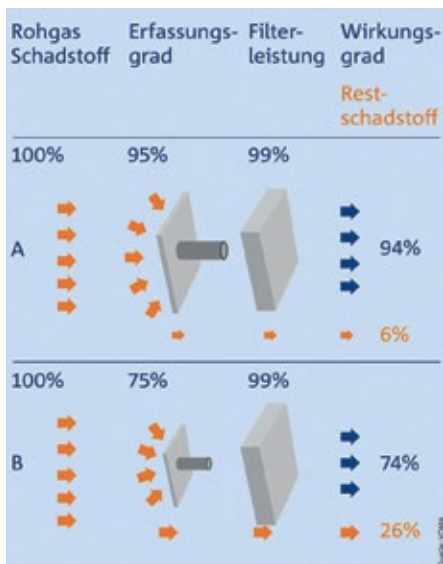 Rohgas Erfassungs- Filter- Wirkungs-
Schadstoff grad leistung grad
Rest-
schadstoff
100% 95% 99%
A 94%
6%
100% 75% 99%
B 74%
26%